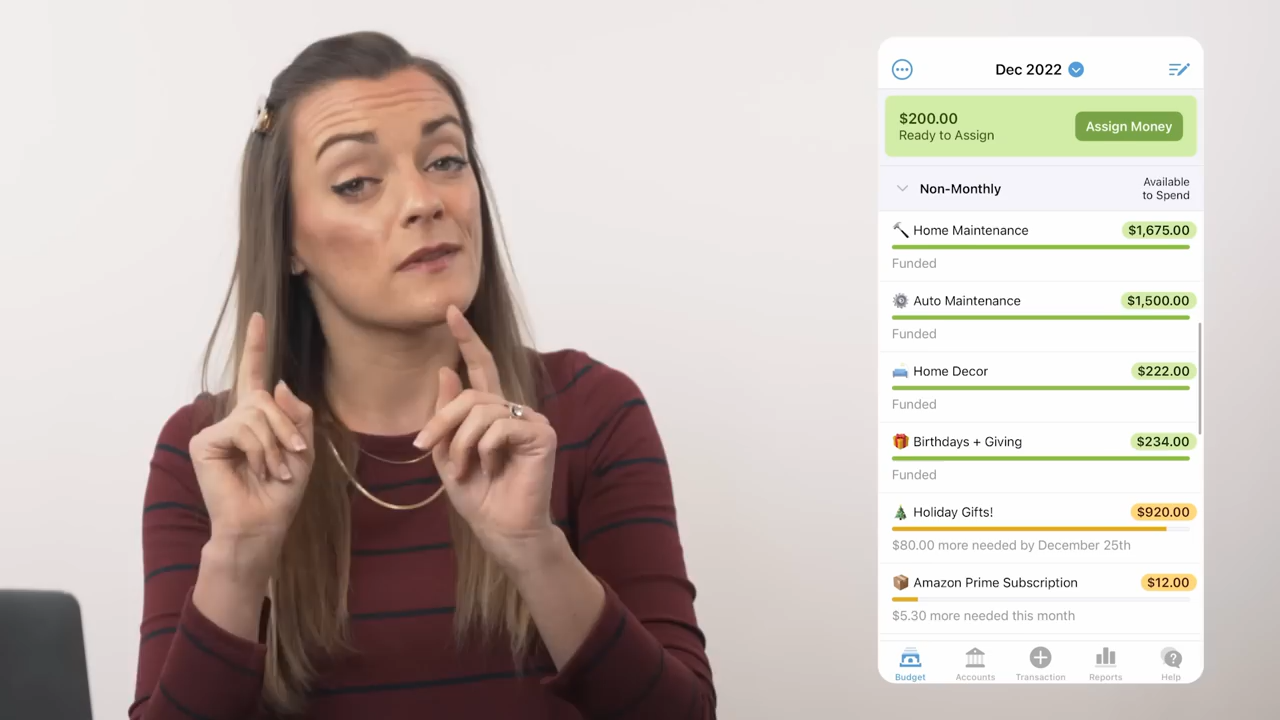 Dec 2022
$200.00
Ready to Assign
Assign Money
Non-Monthly
Available
to Spend
Home Maintenance $1,675.00
Funded
Auto Maintenance $1,500.00
Funded
Home Decor $222.00
Funded
Birthdays + Giving $234.00
Funded
Holiday Gifts! $920.00
$80.00 more needed by December 25th
Amazon Prime Subscription $12.00
$5.30 more needed this month
Budget Accounts Transaction Reports Help